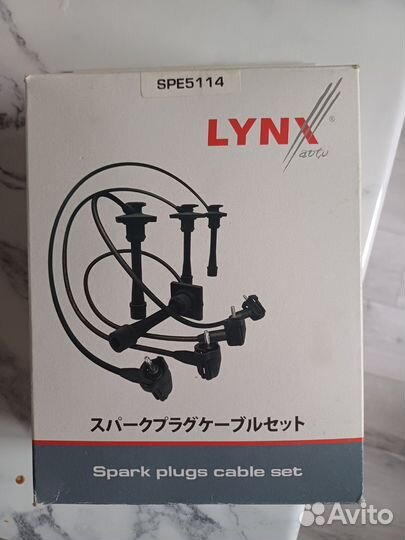 SPE5114
LYNX ®
auto
スパークプラグケーブルセット
Spark plugs cable set
Avito